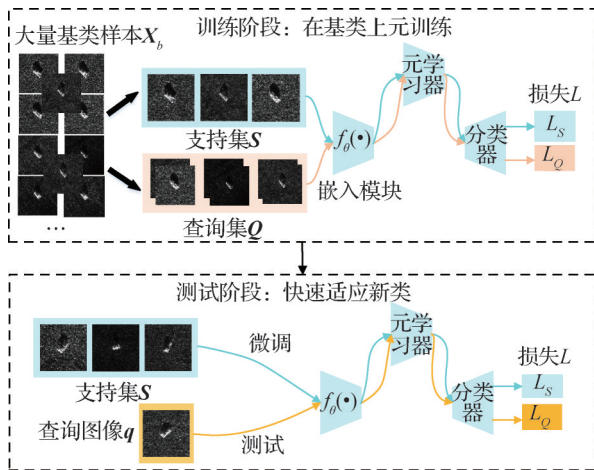 训练阶段：在基类上元训练
大量基类样本X_b
支持集S
查询集Q
…
f_θ(•)
嵌入模块
元学
习器
分类
器
损失L
L_S
L_Q
测试阶段：快速适应新类
支持集S
查询图像q
微调
测试
f_θ(•)
元学
习器
分类
器
损失L
L_S
L_Q